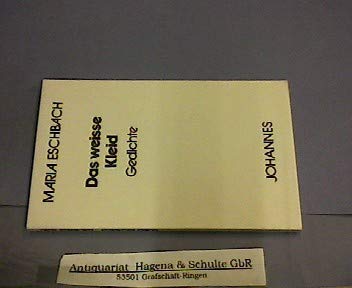 MARIA ESCHBACH
Das weisse
Kleid
Gedichte
JOHANNES
Antiquariat Hagena & Schulte GbR
53501 Grafschaft-Ringen